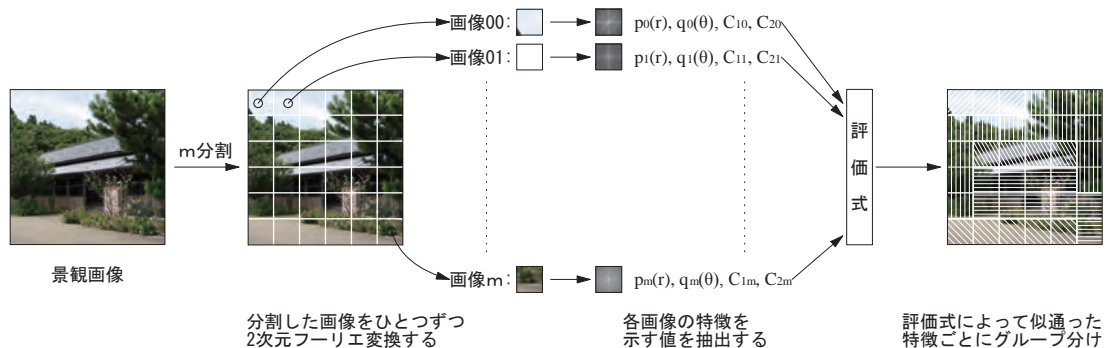 画像00:
p0(r), q0(θ), C10, C20
画像01:
p1(r), q1(θ), C11, C21
m分割
評価式
画像m:
pm(r), qm(θ), C1m, C2m
景観画像
分割した画像をひとつずつ
2次元フーリエ変換する
各画像の特徴を
示す値を抽出する
評価式によって似通った
特徴ごとにグループ分け